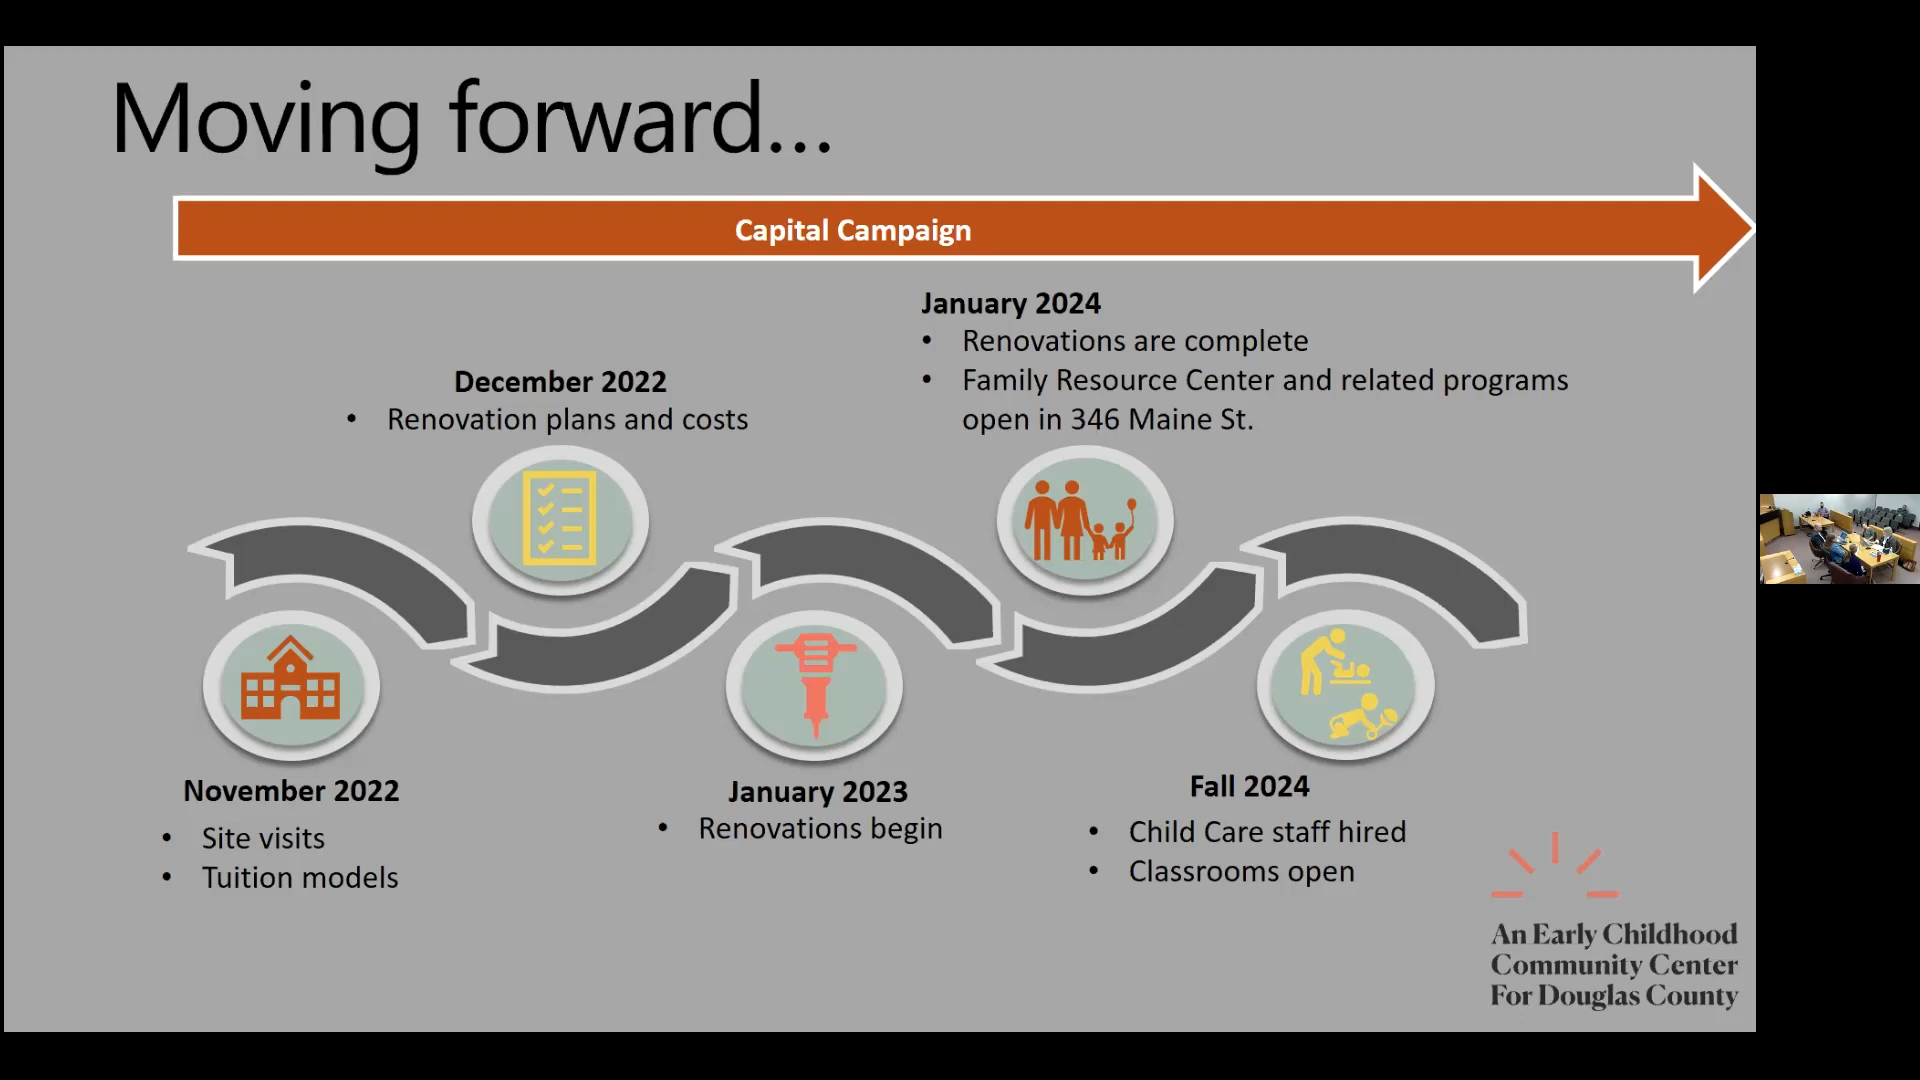 Moving forward...
Capital Campaign
January 2024
• Renovations are complete
• Family Resource Center and related programs
open in 346 Maine St.
December 2022
• Renovation plans and costs
November 2022
• Site visits
• Tuition models
January 2023
• Renovations begin
Fall 2024
• Child Care staff hired
• Classrooms open
An Early Childhood
Community Center
For Douglas County